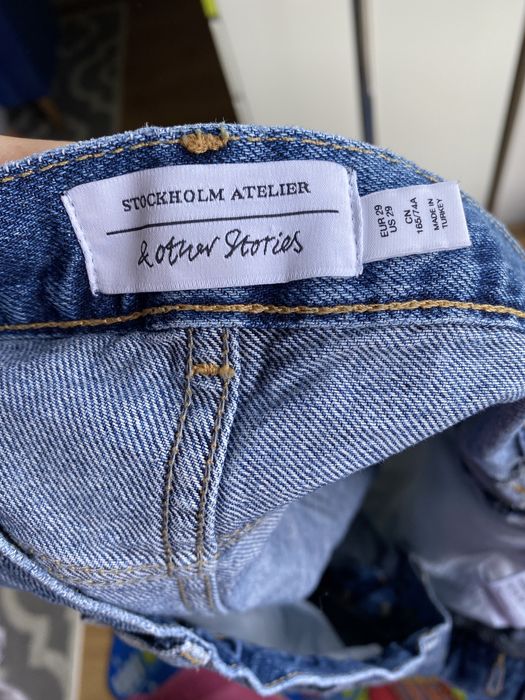 STOCKHOLM ATELIER
& other Stories
EUR 29
US 29
CN
165/74A
MADE IN
TURKEY